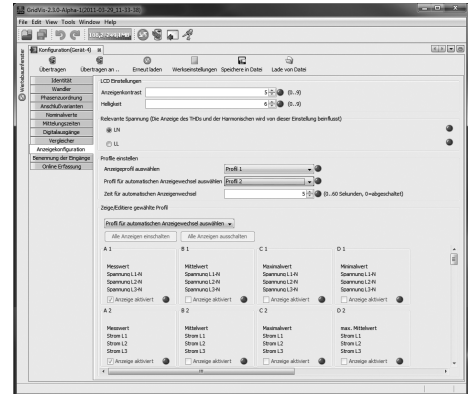 GridVis-2.3.0-Alpha-1(2011-03-29_11-33-38)
File Edit View Tools Window Help
Konfiguration(Gerät-4)
Übertragen Übertragen an ... Erneut laden Werkseinstellungen Speichere in Datei Lade von Datei
Identität
Wandler
Phasenzuordnung
Anschlußvarianten
Nominalwerte
Mittelungszeiten
Digitalausgänge
Vergleicher
Anzeigekonfiguration
Benennung der Eingänge
Online Erfassung
LCD Einstellungen
Anzeigenkontrast 5 (0..9)
Helligkeit 6 (0..9)
Relevante Spannung (Die Anzeige des THDs und der Harmonischen wird von dieser Einstellung beinflusst)
LN
LL
Profile einstellen
Anzeigeprofil auswählen Profil 1
Profil für automatischen Anzeigewechsel auswählen Profil 2
Zeit für automatischen Anzeigenwechsel 5 (0..60 Sekunden, 0=abgeschaltet)
Zeige/Editiere gewählte Profil
Profil für automatischen Anzeigewechsel auswählen
Alle Anzeigen einschalten Alle Anzeigen ausschalten
A 1 B 1 C 1 D 1
Messwert Mittelwert Maximalwert Minimalwert
Spannung L1-N Spannung L1-N Spannung L1-N Spannung L1-N
Spannung L2-N Spannung L2-N Spannung L2-N Spannung L2-N
Spannung L3-N Spannung L3-N Spannung L3-N Spannung L3-N
Anzeige aktiviert Anzeige aktiviert Anzeige aktiviert Anzeige aktiviert
A 2 B 2 C 2 D 2
Messwert Mittelwert Maximalwert max. Mittelwert
Strom L1 Strom L1 Strom L1 Strom L1
Strom L2 Strom L2 Strom L2 Strom L2
Strom L3 Strom L3 Strom L3 Strom L3
Anzeige aktiviert Anzeige aktiviert Anzeige aktiviert Anzeige aktiviert